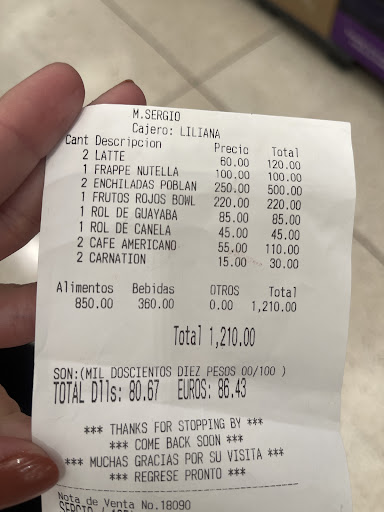 M.SERGIO
Cajero: LILIANA
Cant Descripcion Precio Total
2 LATTE 60.00 120.00
1 FRAPPE NUTELLA 100.00 100.00
2 ENCHILADAS POBLAN 250.00 500.00
1 FRUTOS ROJOS BOWL 220.00 220.00
1 ROL DE GUAYABA 85.00 85.00
1 ROL DE CANELA 45.00 45.00
2 CAFE AMERICANO 55.00 110.00
2 CARNATION 15.00 30.00
Alimentos Bebidas OTROS Total
850.00 360.00 0.00 1,210.00
Total 1,210.00
SON:(MIL DOSCIENTOS DIEZ PESOS 00/100 )
TOTAL Dlls: 80.67 EUROS: 86.43
*** THANKS FOR STOPPING BY ***
*** COME BACK SOON ***
*** MUCHAS GRACIAS POR SU VISITA ***
*** REGRESE PRONTO ***
Nota de Venta No.18090
SERGIO /